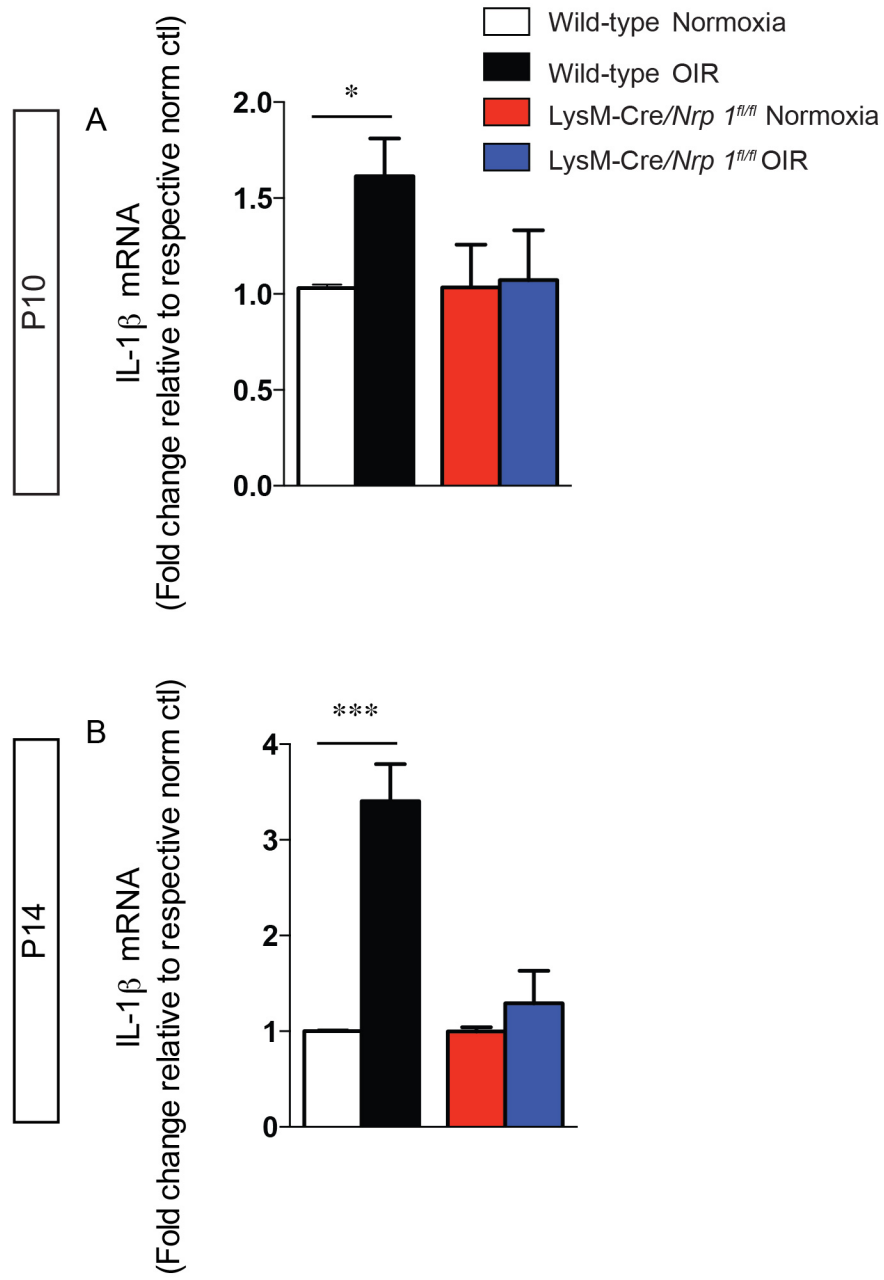 Wild-type Normoxia
Wild-type OIR
LysM-Cre/Nrp 1fl/fl Normoxia
LysM-Cre/Nrp 1fl/fl OIR
P10
A
IL-1β mRNA
(Fold change relative to respective norm ctl)
*
2.0
1.5
1.0
0.5
0.0
P14
B
IL-1β mRNA
(Fold change relative to respective norm ctl)
***
4
3
2
1
0